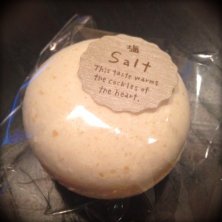 塩
Salt
This taste warms
the cockles of
the heart.